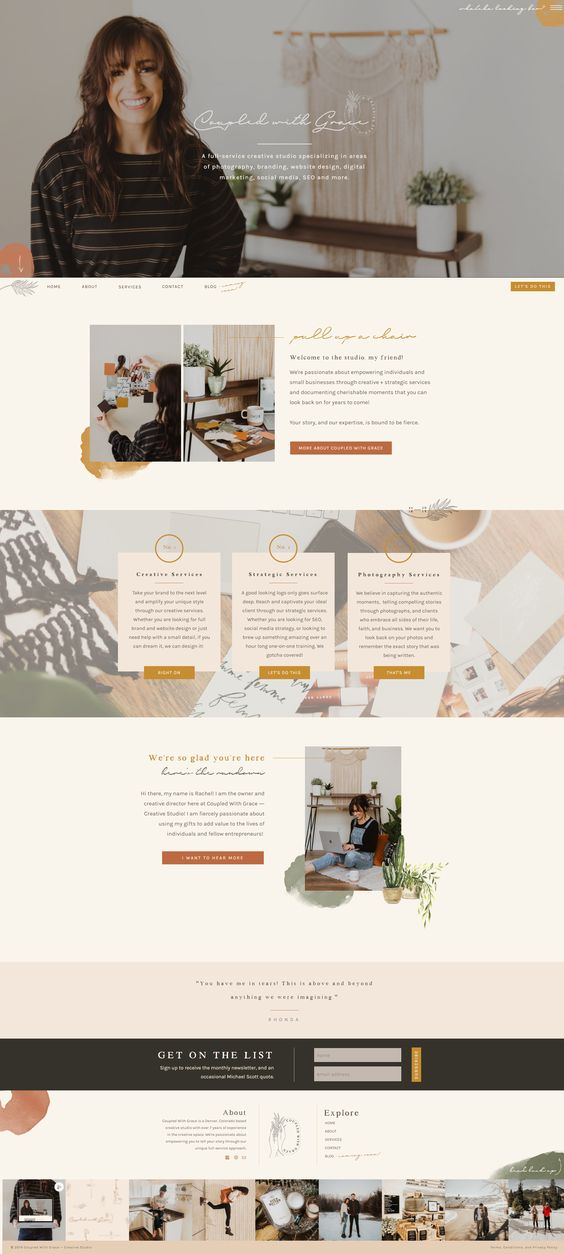 who/who looking for?
Coupled with Grace
A full-service creative studio specializing in areas
of photography, branding, website design, digital
marketing, social media, SEO and more.
HOME
ABOUT
SERVICES
CONTACT
BLOG coming soon!
LET'S DO THIS
pull up a chair
Welcome to the studio, my friend!
We're passionate about empowering individuals and
small businesses through creative + strategic services
and documenting cherishable moments that you can
look back on for years to come!
Your story, and our expertise, is bound to be fierce.
MORE ABOUT COUPLED WITH GRACE
No. 1
Creative Services
Take your brand to the next level
and amplify your unique style
through our creative services.
Whether you are looking for full
brand and website design or just
need help with a small detail, if you
can dream it, we can design it!
RIGHT ON
No. 2
Strategic Services
A good looking logo only goes surface
deep. Reach and captivate your ideal
client through our strategic services.
Whether you are looking for SEO,
social media strategy, or looking to
brew up something amazing over an
hour long one-on-one training, We
gotcha covered!
LET'S DO THIS
Photography Services
We believe in capturing the authentic
moments, telling compelling stories
through photographs, and clients
who embrace all sides of their life,
faith, and business. We want you to
look back on your photos and
remember the exact story that was
being written.
THAT'S ME
femme
We're so glad you're here
here's the rundown
Hi there, my name is Rachel! I am the owner and
creative director here at Coupled With Grace —
Creative Studio! I am fiercely passionate about
using my gifts to add value to the lives of
individuals and fellow entrepreneurs!
I WANT TO HEAR MORE
"You have me in tears! This is above and beyond
anything we were imagining."
RHONDA
GET ON THE LIST
Sign up to receive the monthly newsletter, and an
occasional Michael Scott quote.
name
email address
SUBSCRIBE
About
Coupled With Grace is a Denver, Colorado based
creative studio with over 7 years of experience
in the creative space. We're passionate about
empowering you to tell your story through our
unique full-service approach.
COUPLED WITH GRACE
Explore
HOME
ABOUT
SERVICES
CONTACT
BLOG coming soon!
back back up
© 2019 Coupled With Grace — Creative Studio
Terms, Conditions, and Privacy Policy